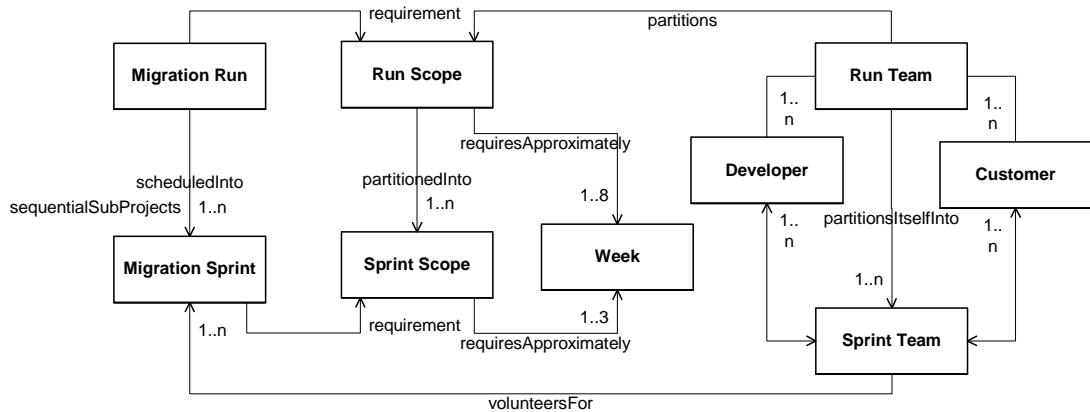 requirement
partitions
Migration Run
Run Scope
Run Team
1..
n
1..
n
requiresApproximately
Developer
Customer
scheduledInto
partitionedInto
sequentialSubProjects
1..n
1..n
1..8
1..
n
partitionsItselfInto
1..
n
Migration Sprint
Sprint Scope
Week
1..n
1..n
requirement
1..3
requiresApproximately
Sprint Team
volunteersFor